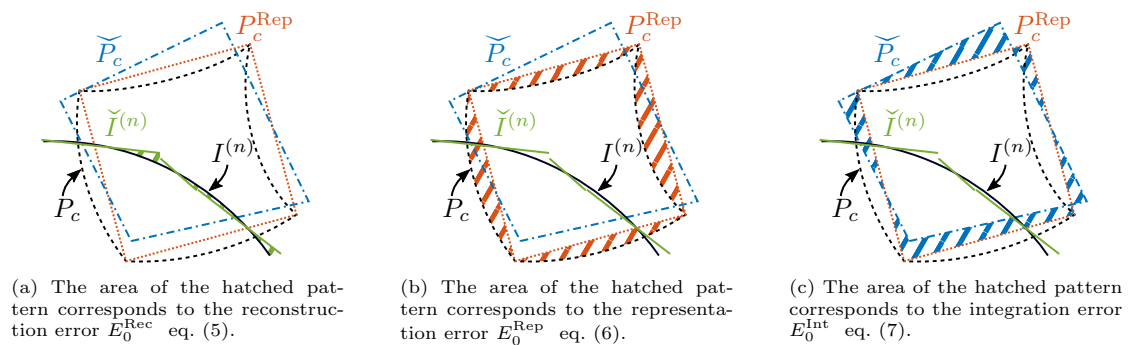 P_c^Rep P_c^Rep P_c^Rep
P̆_c P̆_c P̆_c
Ĭ^(n) Ĭ^(n) Ĭ^(n)
I^(n) I^(n) I^(n)
P_c P_c P_c
(a) The area of the hatched pat-
tern corresponds to the reconstruc-
tion error E_0^Rec eq. (5).
(b) The area of the hatched pat-
tern corresponds to the representa-
tion error E_0^Rep eq. (6).
(c) The area of the hatched pattern
corresponds to the integration error
E_0^Int eq. (7).